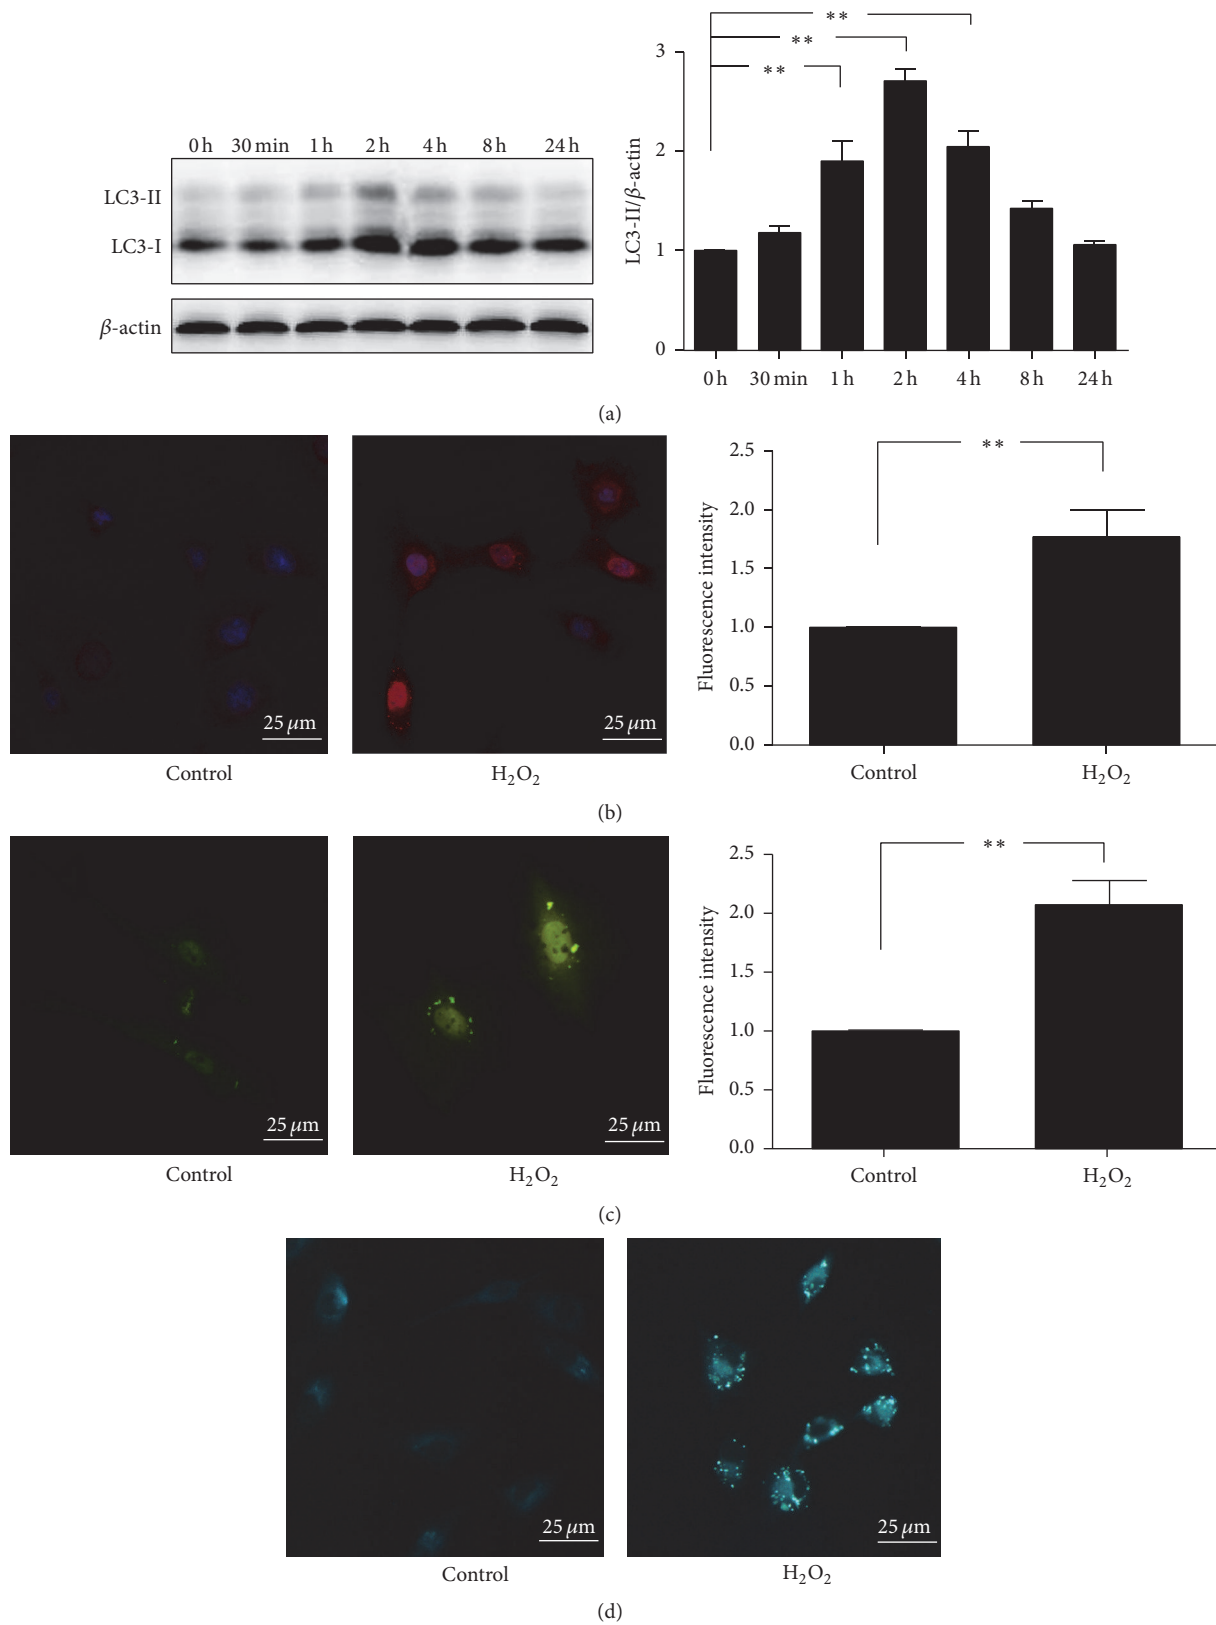 0 h 30 min 1 h 2 h 4 h 8 h 24 h
LC3-II
LC3-I
β-actin
** 
**
**
3
2
1
0
LC3-II/β-actin
0 h 30 min 1 h 2 h 4 h 8 h 24 h
(a)
25 μm
Control
25 μm
H₂O₂
**
2.5
2.0
1.5
1.0
0.5
0.0
Fluorescence intensity
Control H₂O₂
(b)
25 μm
Control
25 μm
H₂O₂
**
2.5
2.0
1.5
1.0
0.5
0.0
Fluorescence intensity
Control H₂O₂
(c)
25 μm
Control
25 μm
H₂O₂
(d)